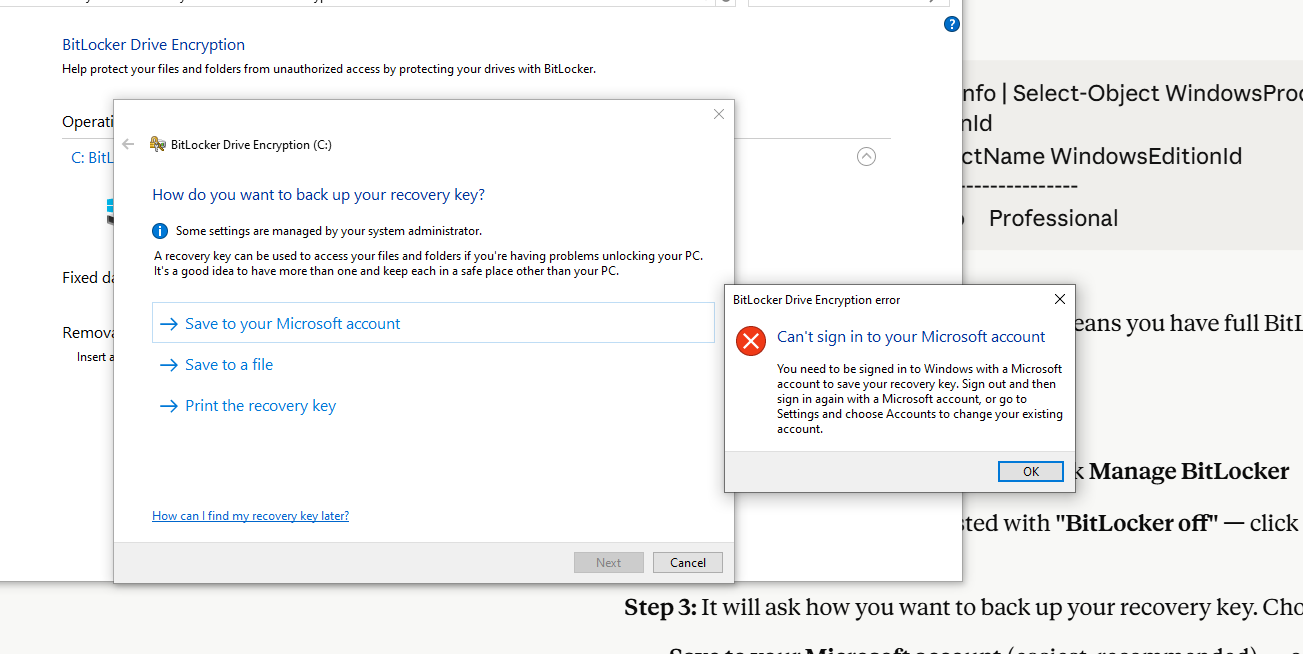 BitLocker Drive Encryption
Help protect your files and folders from unauthorized access by protecting your drives with BitLocker.
Operati
C: BitL
Fixed da
Remova
Insert a
BitLocker Drive Encryption (C:)
How do you want to back up your recovery key?
Some settings are managed by your system administrator.
A recovery key can be used to access your files and folders if you're having problems unlocking your PC.
It's a good idea to have more than one and keep each in a safe place other than your PC.
Save to your Microsoft account
Save to a file
Print the recovery key
How can I find my recovery key later?
Next
Cancel
BitLocker Drive Encryption error
Can't sign in to your Microsoft account
You need to be signed in to Windows with a Microsoft
account to save your recovery key. Sign out and then
sign in again with a Microsoft account, or go to
Settings and choose Accounts to change your existing
account.
OK
?
nfo | Select-Object WindowsProd
nId
ctName WindowsEditionId
----------------
Professional
eans you have full BitL
k Manage BitLocker
sted with "BitLocker off" — click
Step 3: It will ask how you want to back up your recovery key. Cho
Save to your Microsoft account (easiest, recommended) —